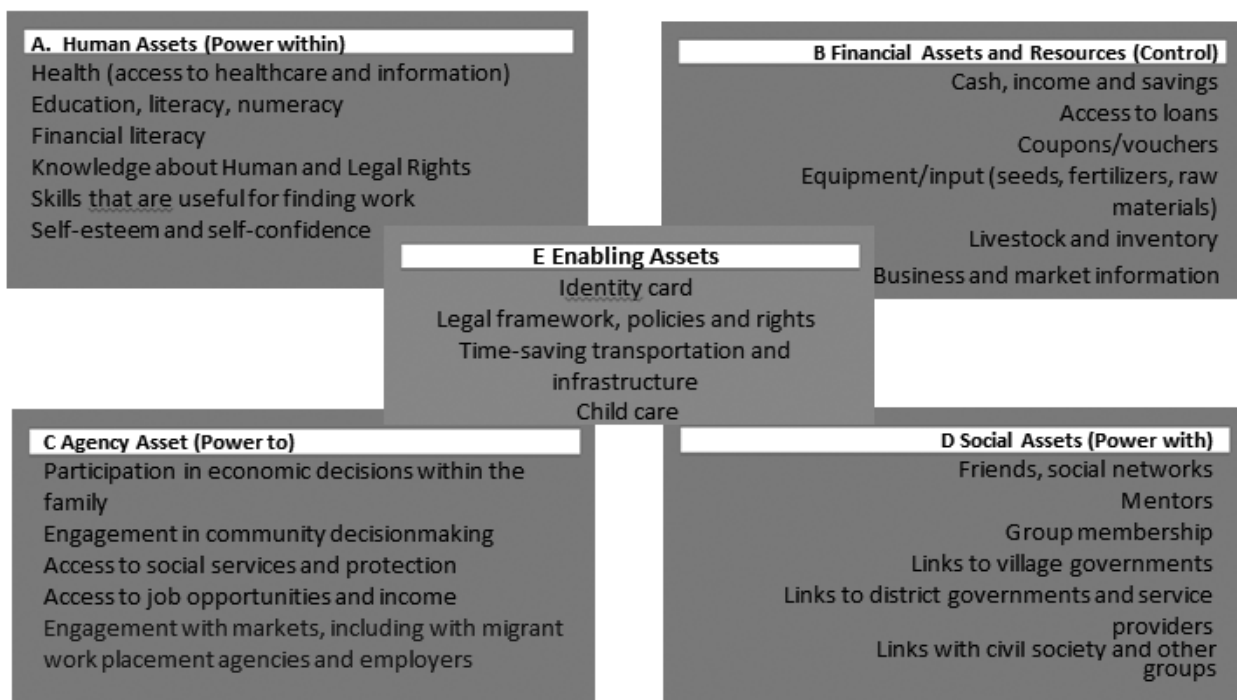 A. Human Assets (Power within)
Health (access to healthcare and information)
Education, literacy, numeracy
Financial literacy
Knowledge about Human and Legal Rights
Skills that are useful for finding work
Self-esteem and self-confidence
B Financial Assets and Resources (Control)
Cash, income and savings
Access to loans
Coupons/vouchers
Equipment/input (seeds, fertilizers, raw
materials)
Livestock and inventory
Business and market information
E Enabling Assets
Identity card
Legal framework, policies and rights
Time-saving transportation and
infrastructure
Child care
C Agency Asset (Power to)
Participation in economic decisions within the
family
Engagement in community decisionmaking
Access to social services and protection
Access to job opportunities and income
Engagement with markets, including with migrant
work placement agencies and employers
D Social Assets (Power with)
Friends, social networks
Mentors
Group membership
Links to village governments
Links to district governments and service
providers
Links with civil society and other
groups